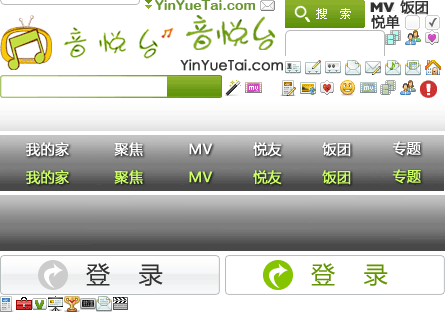 YinYueTai.com
搜 索
MV 饭团
悦单
音悦台
音悦台
YinYueTai.com
mv
mv
我的家 聚焦 MV 悦友 饭团 专题
我的家 聚焦 MV 悦友 饭团 专题
登 录
登 录